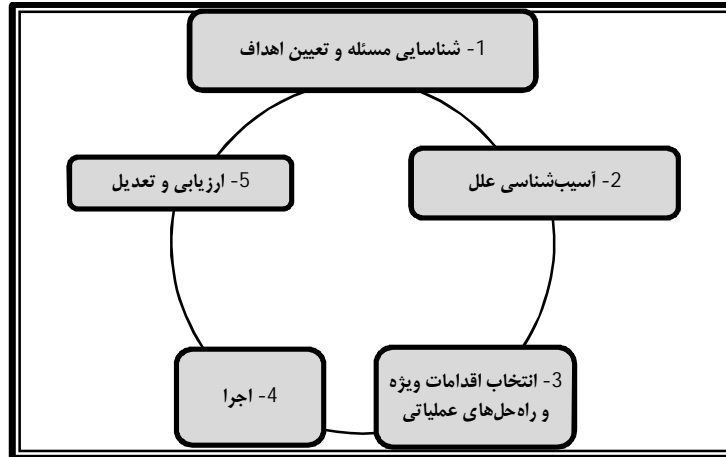 1- شناسایی مسئله و تعیین اهداف
2- آسیب‌شناسی علل
3- انتخاب اقدامات ویژه
و راه‌حل‌های عملیاتی
4- اجرا
5- ارزیابی و تعدیل